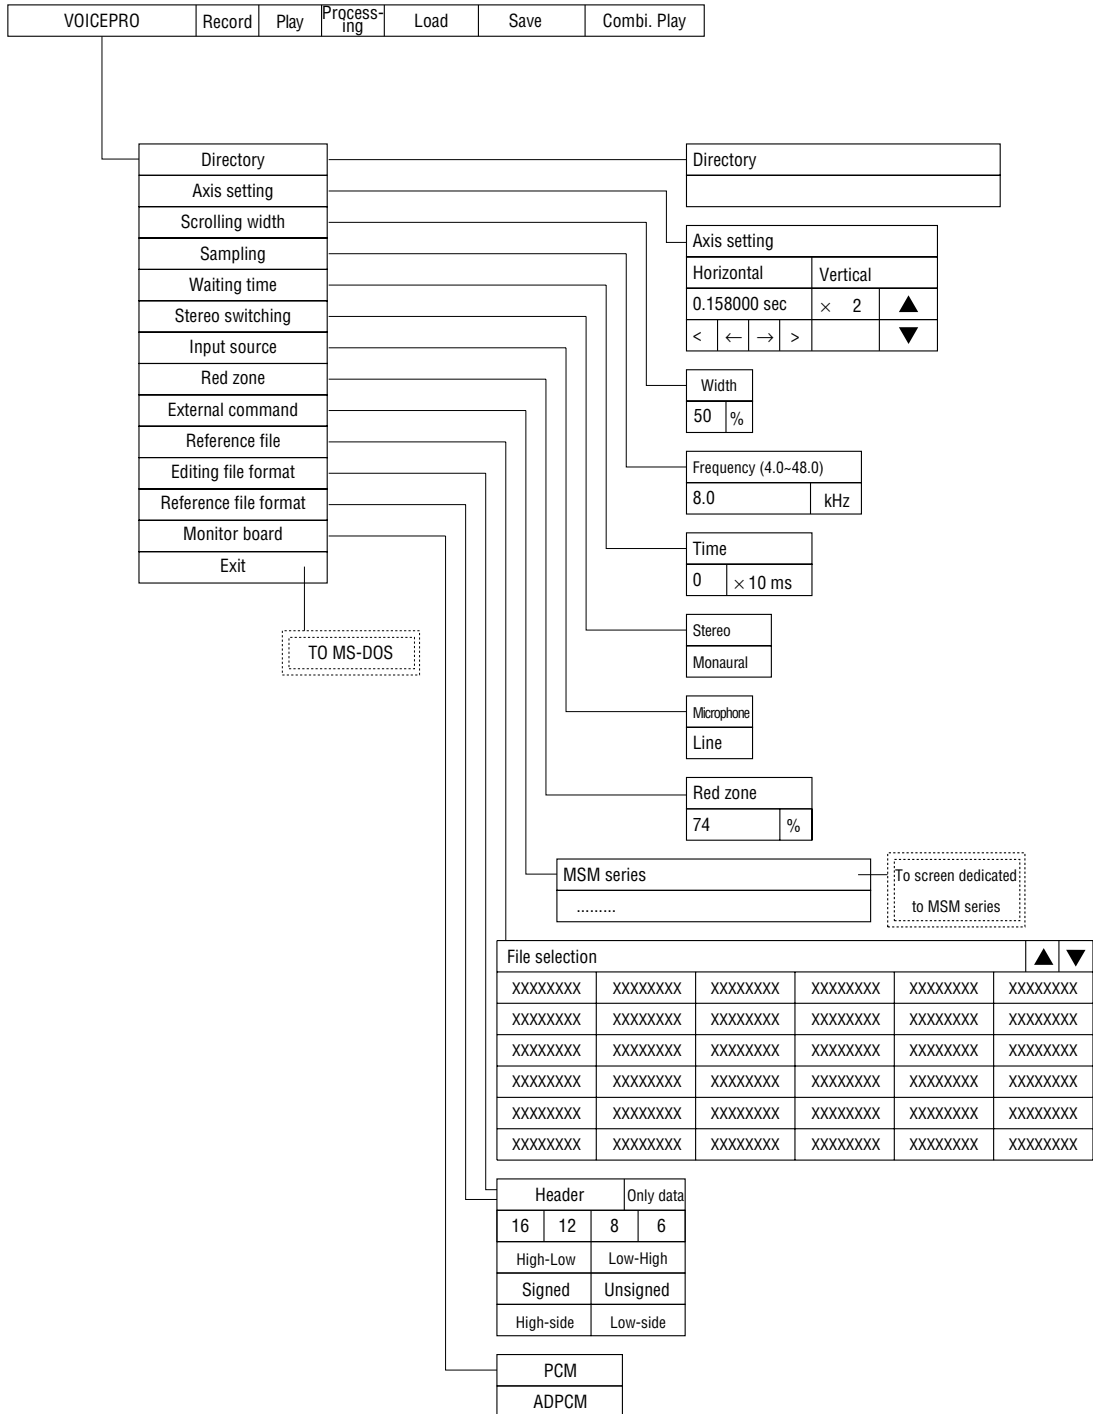 VOICEPRO Record Play Process-ing Load Save Combi. Play
Directory
Axis setting
Scrolling width
Sampling
Waiting time
Stereo switching
Input source
Red zone
External command
Reference file
Editing file format
Reference file format
Monitor board
Exit
TO MS-DOS
Directory
Axis setting
Horizontal Vertical
0.158000 sec × 2 ▲
< ← → > ▼
Width
50 %
Frequency (4.0~48.0)
8.0 kHz
Time
0 × 10 ms
Stereo
Monaural
Microphone
Line
Red zone
74 %
MSM series
.........
To screen dedicated
to MSM series
File selection ▲ ▼
XXXXXXXX XXXXXXXX XXXXXXXX XXXXXXXX XXXXXXXX XXXXXXXX
XXXXXXXX XXXXXXXX XXXXXXXX XXXXXXXX XXXXXXXX XXXXXXXX
XXXXXXXX XXXXXXXX XXXXXXXX XXXXXXXX XXXXXXXX XXXXXXXX
XXXXXXXX XXXXXXXX XXXXXXXX XXXXXXXX XXXXXXXX XXXXXXXX
XXXXXXXX XXXXXXXX XXXXXXXX XXXXXXXX XXXXXXXX XXXXXXXX
XXXXXXXX XXXXXXXX XXXXXXXX XXXXXXXX XXXXXXXX XXXXXXXX
Header Only data
16 12 8 6
High-Low Low-High
Signed Unsigned
High-side Low-side
PCM
ADPCM